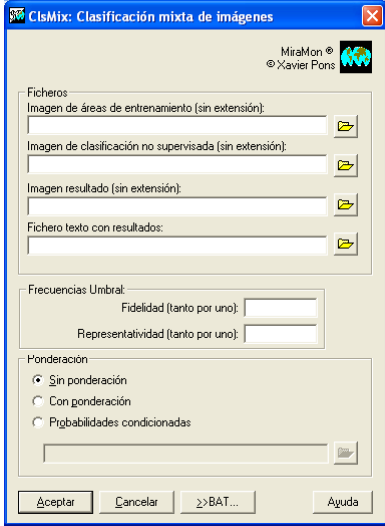 ClsMix: Clasificación mixta de imágenes
MiraMon ®
© Xavier Pons
Ficheros
Imagen de áreas de entrenamiento (sin extensión):
Imagen de clasificación no supervisada (sin extensión):
Imagen resultado (sin extensión):
Fichero texto con resultados:
Frecuencias Umbral:
Fidelidad (tanto por uno):
Representatividad (tanto por uno):
Ponderación
Sin ponderación
Con ponderación
Probabilidades condicionadas
Aceptar Cancelar >>BAT... Ayuda